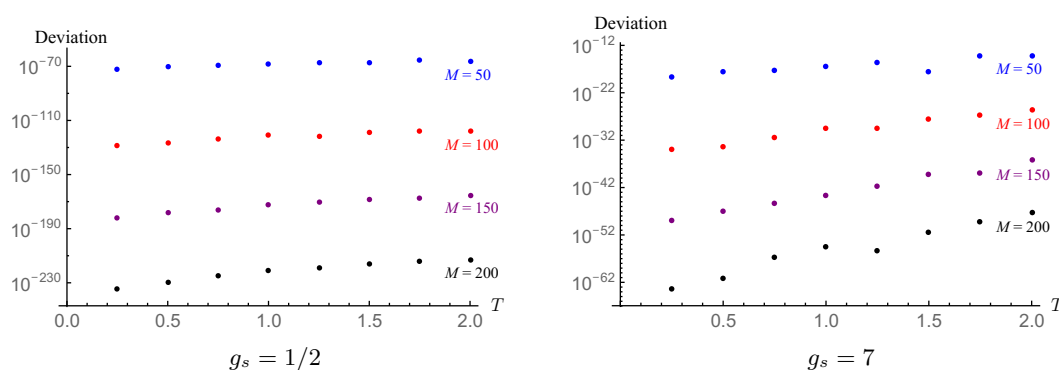 Deviation
10^-70
M = 50
10^-110
M = 100
10^-150
M = 150
10^-190
10^-230
M = 200
0.0 0.5 1.0 1.5 2.0 T
g_s = 1/2
Deviation
10^-12
M = 50
10^-22
M = 100
10^-32
M = 150
10^-42
10^-52
M = 200
10^-62
0.5 1.0 1.5 2.0 T
g_s = 7